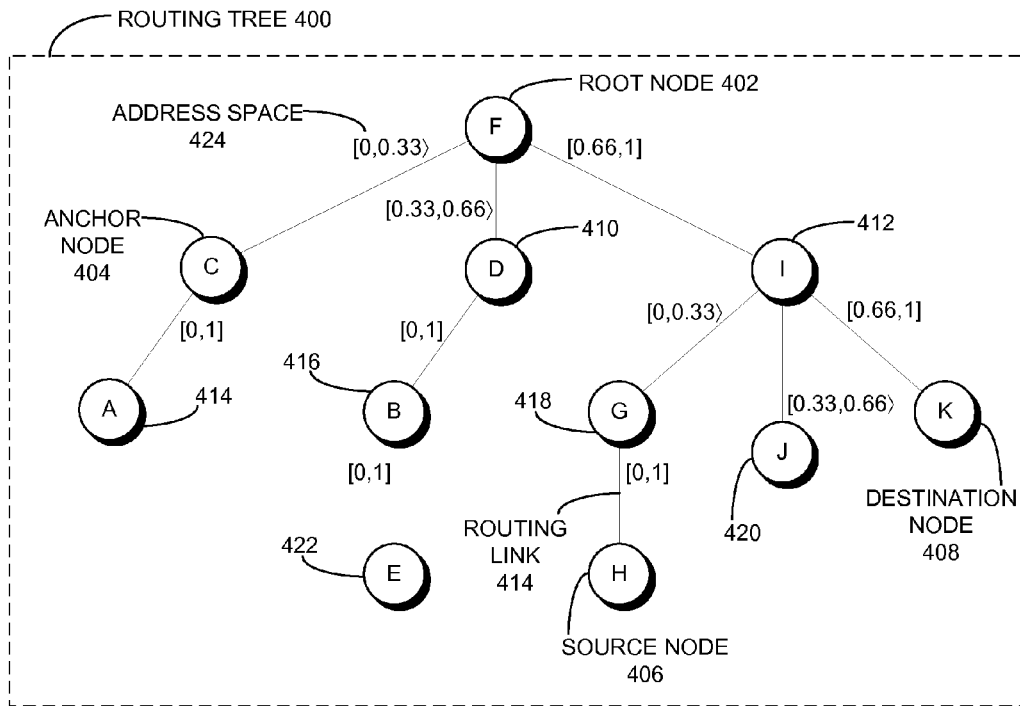 ROUTING TREE 400
ROOT NODE 402
ADDRESS SPACE
424
F
[0,0.33⟩
[0.66,1]
[0.33,0.66⟩
ANCHOR
NODE
404
410
412
C
D
I
[0,1]
[0,1]
[0,0.33⟩
[0.66,1]
416
418
A
414
B
G
[0.33,0.66⟩
K
J
[0,1]
[0,1]
DESTINATION
NODE
408
ROUTING
LINK
414
420
422
E
H
SOURCE NODE
406